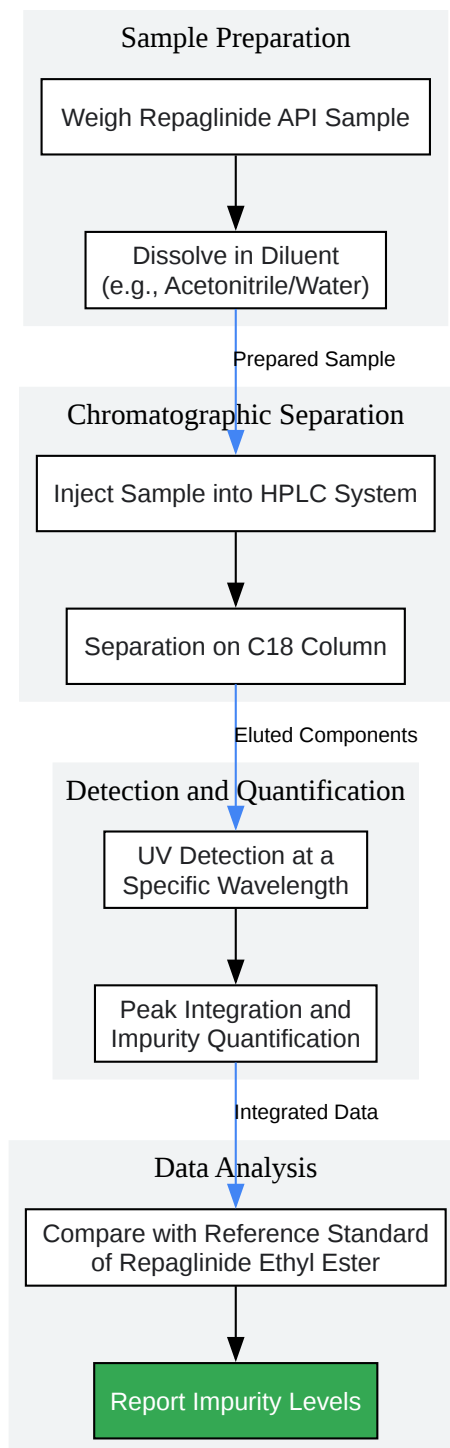 Sample Preparation
Weigh Repaglinide API Sample
Dissolve in Diluent
(e.g., Acetonitrile/Water)
Prepared Sample
Chromatographic Separation
Inject Sample into HPLC System
Separation on C18 Column
Eluted Components
Detection and Quantification
UV Detection at a
Specific Wavelength
Peak Integration and
Impurity Quantification
Integrated Data
Data Analysis
Compare with Reference Standard
of Repaglinide Ethyl Ester
Report Impurity Levels